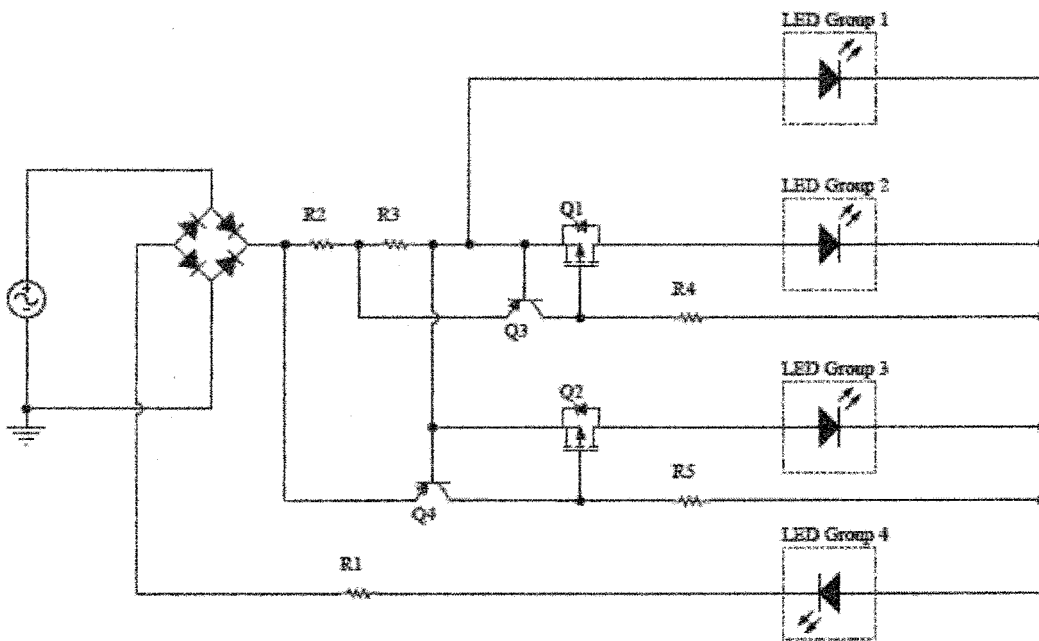 LED Group 1
LED Group 2
R2
R3
Q1
R4
Q3
LED Group 3
Q2
R5
Q4
LED Group 4
R1